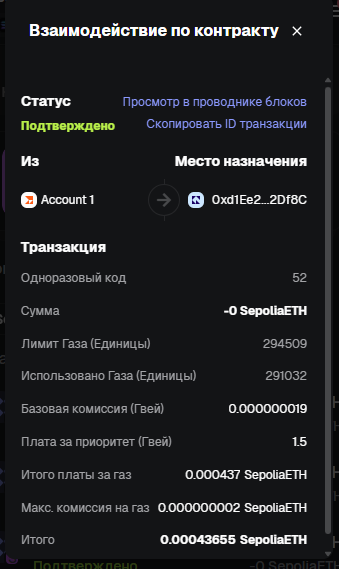 Взаимодействие по контракту
Статус
Просмотр в проводнике блоков
Подтверждено
Скопировать ID транзакции
Из
Место назначения
Account 1
0xd1Ee2...2Df8C
Транзакция
Одноразовый код 52
Сумма -0 SepoliaETH
Лимит Газа (Единицы) 294509
Использовано Газа (Единицы) 291032
Базовая комиссия (Гвей) 0.000000019
Плата за приоритет (Гвей) 1.5
Итого платы за газ 0.000437 SepoliaETH
Макс. комиссия на газ 0.000000002 SepoliaETH
Итого 0.00043655 SepoliaETH
Подтверждено -0 SepoliaETH